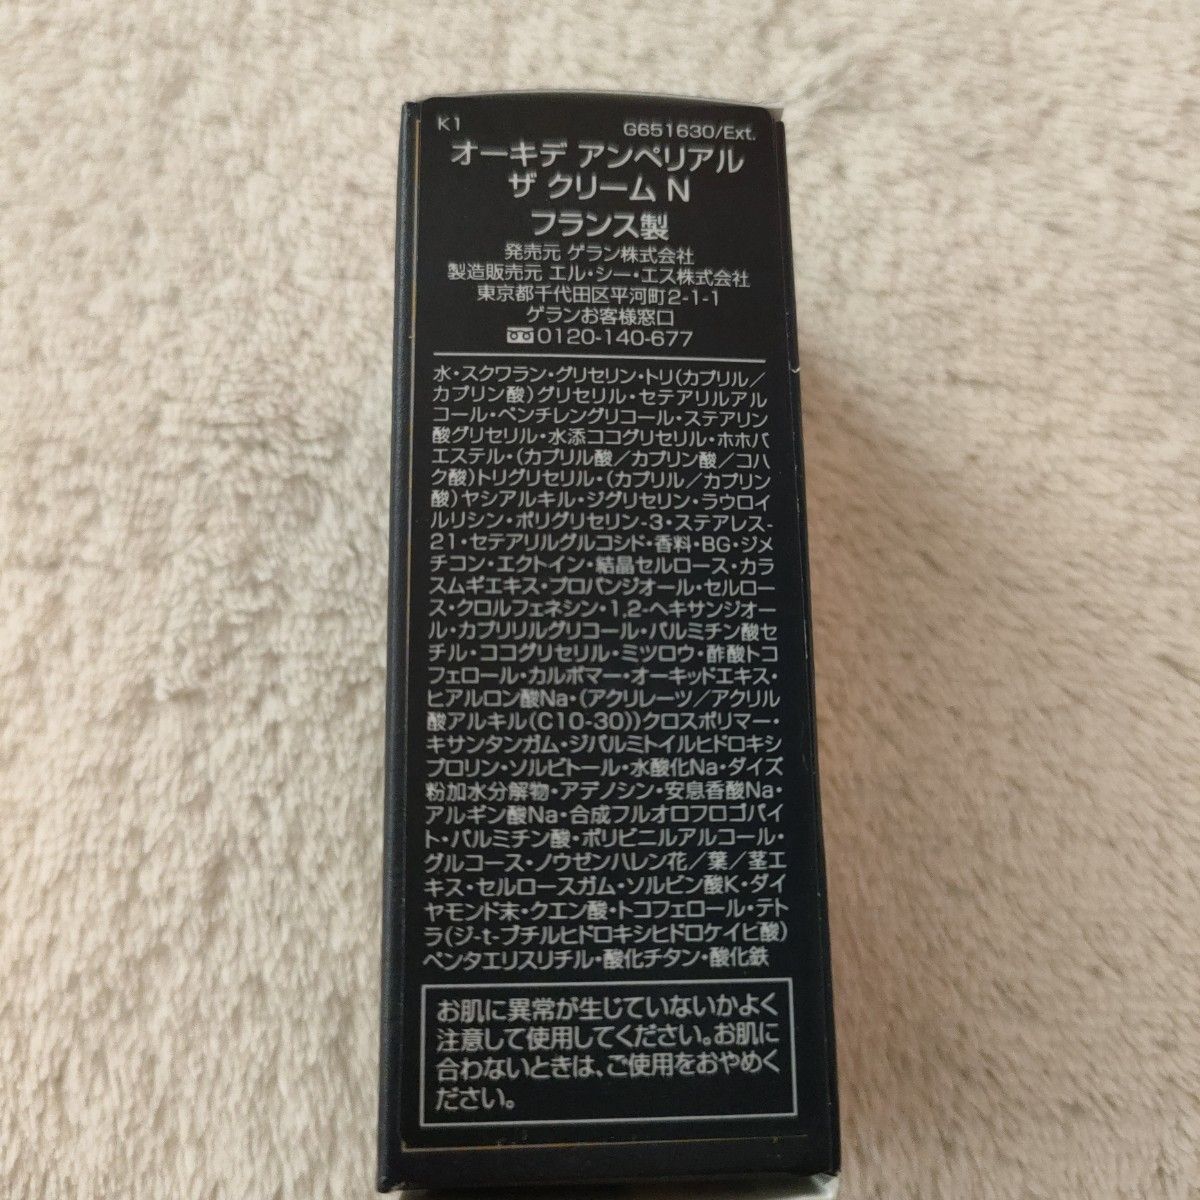 K1 G651630/Ext.
オーキデ アンペリアル
ザ クリーム N
フランス製
発売元 ゲラン株式会社
製造販売元 エル・シー・エス株式会社
東京都千代田区平河町2-1-1
ゲランお客様窓口
0120-140-677
水・スクワラン・グリセリン・トリ(カプリル/
カプリン酸)グリセリル・セテアリルアル
コール・ペンチレングリコール・ステアリン
酸グリセリル・水添ココグリセリル・ホホバ
エステル・(カプリル酸/カプリン酸/コハ
ク酸)トリグリセリル・(カプリル/カプリン
酸)ヤシアルキル・ジグリセリン・ラウロイ
ルリシン・ポリグリセリン-3・ステアレス-
21・セテアリルグルコシド・香料・BG・ジメ
チコン・エクトイン・結晶セルロース・カラ
スムギエキス・プロパンジオール・セルロー
ス・クロルフェネシン・1,2-ヘキサンジオー
ル・カプリリルグリコール・パルミチン酸セ
チル・ココグリセリル・ミツロウ・酢酸トコ
フェロール・カルボマー・オーキッドエキス・
ヒアルロン酸Na・(アクリレーツ/アクリル
酸アルキル(C10-30))クロスポリマー・
キサンタンガム・ジパルミトイルヒドロキシ
プロリン・ソルビトール・水酸化Na・ダイズ
粉加水分解物・アデノシン・安息香酸Na・
アルギン酸Na・合成フルオロフロゴパイ
ト・パルミチン酸・ポリビニルアルコール・
グルコース・ノウゼンハレン花/葉/茎エ
キス・セルロースガム・ソルビン酸K・ダイ
ヤモンド末・クエン酸・トコフェロール・テト
ラ(ジ-t-ブチルヒドロキシヒドロケイヒ酸)
ペンタエリスリチル・酸化チタン・酸化鉄
お肌に異常が生じていないかよく
注意して使用してください。お肌に
合わないときは、ご使用をおやめく
ださい。